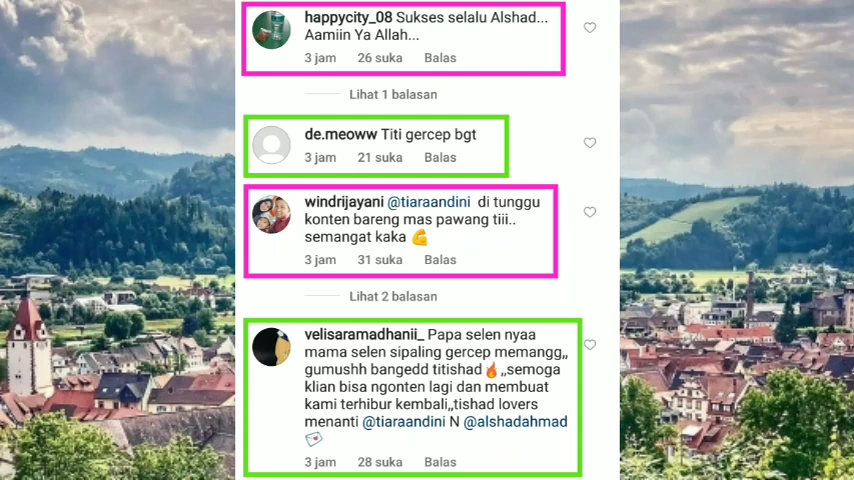 happycity_08 Sukses selalu Alshad...
Aamiin Ya Allah...
3 jam 26 suka Balas
Lihat 1 balasan
de.meoww Titi gercep bgt
3 jam 21 suka Balas
windrijayani @tiaraandini di tunggu
konten bareng mas pawang tiii..
semangat kaka 💪
3 jam 31 suka Balas
Lihat 2 balasan
velisaramadhanii_ Papa selen nyaa
mama selen sipaling gercep memangg,,
gumushh bangedd titishad🔥,,semoga
klian bisa ngonten lagi dan membuat
kami terhibur kembali,,tishad lovers
menanti @tiaraandini N @alshadahmad
💌
3 jam 28 suka Balas